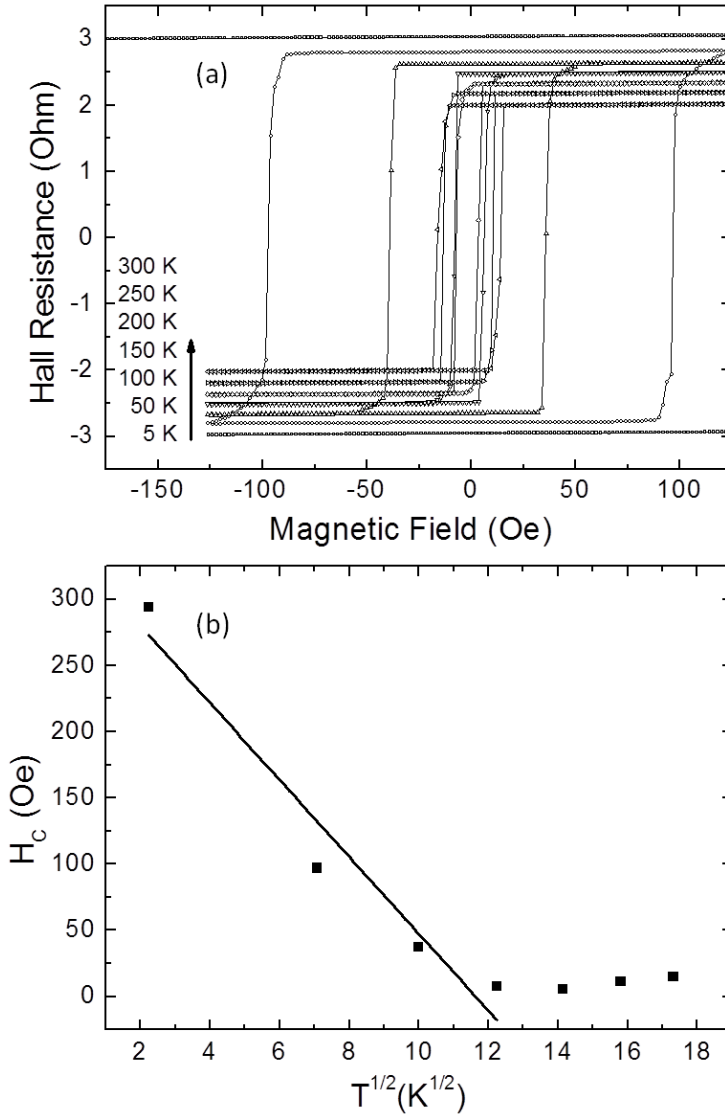 (a)
3
2
1
0
-1
-2
-3
Hall Resistance (Ohm)
300 K
250 K
200 K
150 K
100 K
50 K
5 K
-150 -100 -50 0 50 100
Magnetic Field (Oe)
(b)
300
250
200
150
100
50
0
H_C (Oe)
2 4 6 8 10 12 14 16 18
T^1/2(K^1/2)